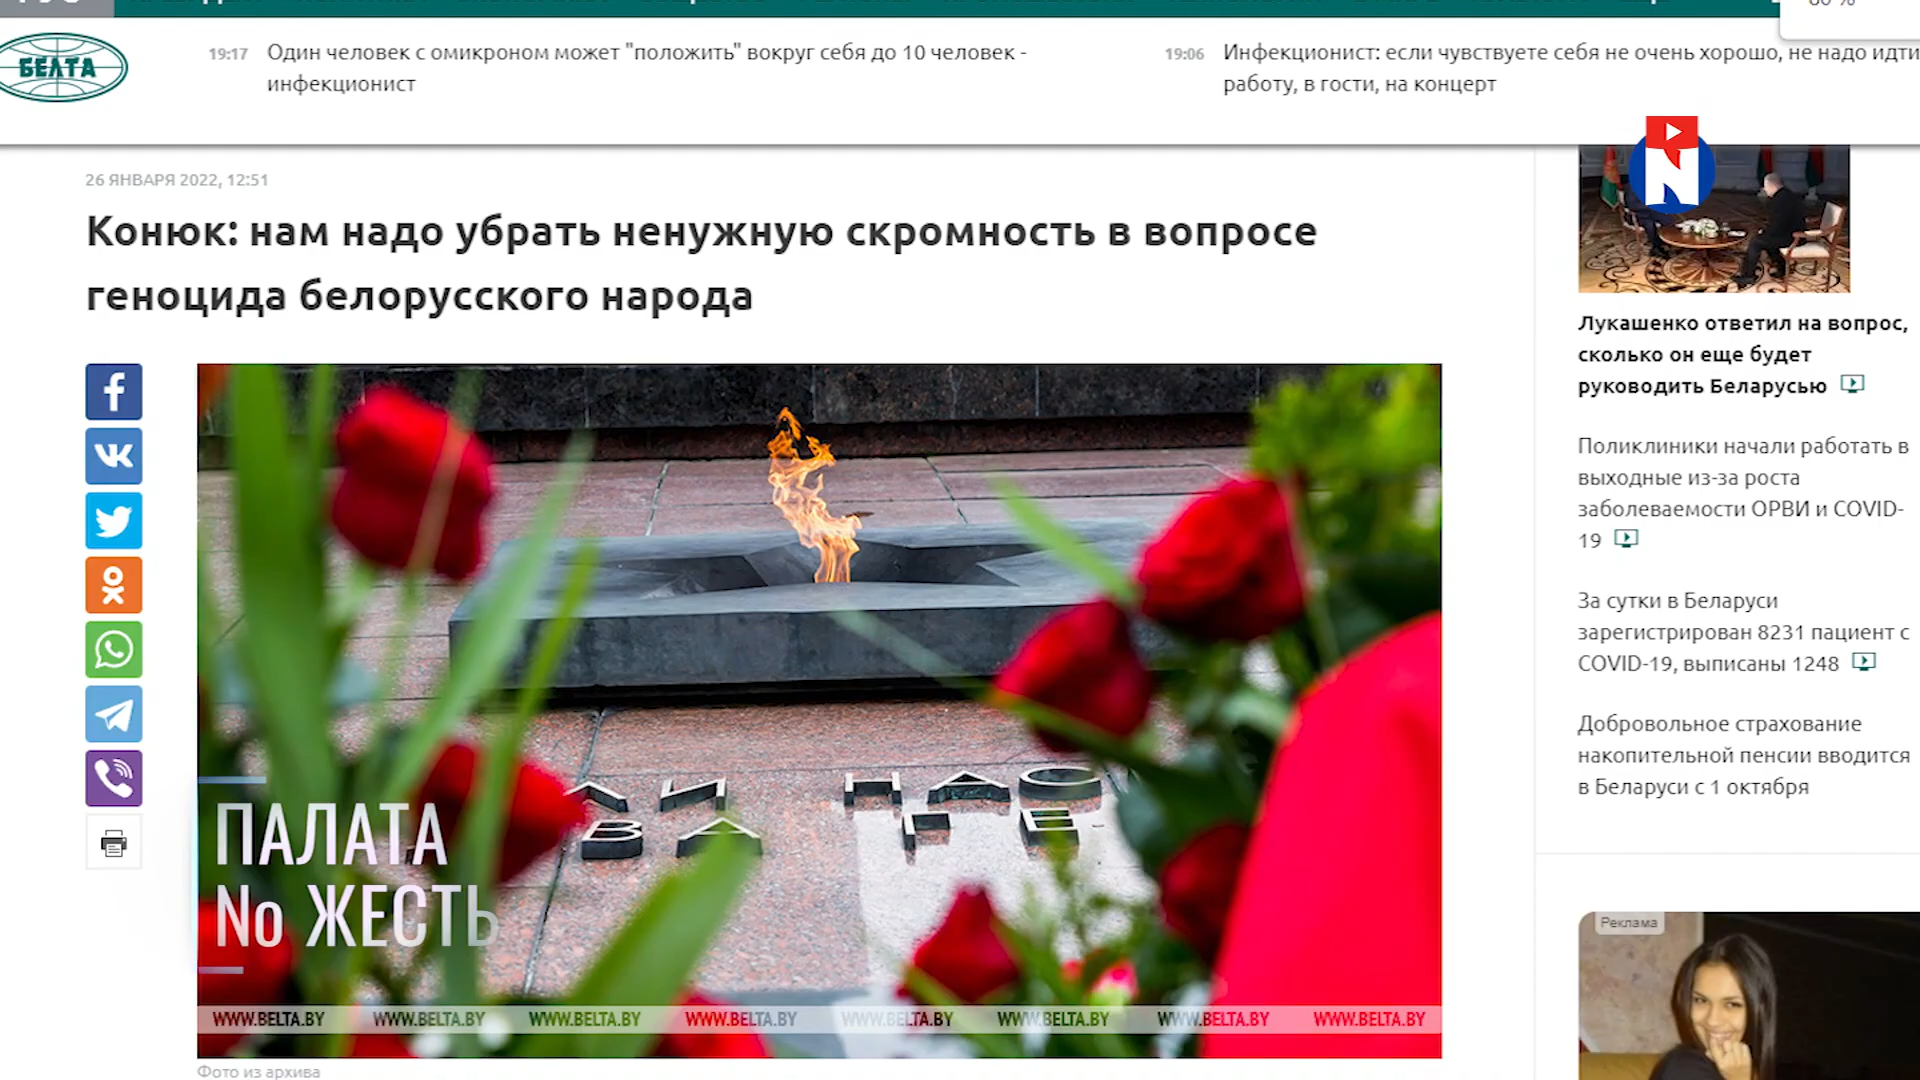 БЕЛТА
19:17 Один человек с омикроном может "положить" вокруг себя до 10 человек -
инфекционист
19:06 Инфекционист: если чувствуете себя не очень хорошо, не надо идти
работу, в гости, на концерт
26 ЯНВАРЯ 2022, 12:51
Конюк: нам надо убрать ненужную скромность в вопросе
геноцида белорусского народа
Лукашенко ответил на вопрос,
сколько он еще будет
руководить Беларусью
Поликлиники начали работать в
выходные из-за роста
заболеваемости ОРВИ и COVID-
19
За сутки в Беларуси
зарегистрирован 8231 пациент с
COVID-19, выписаны 1248
Добровольное страхование
накопительной пенсии вводится
в Беларуси с 1 октября
Реклама
ПАЛАТА
No ЖЕСТЬ
WWW.BELTA.BY WWW.BELTA.BY WWW.BELTA.BY WWW.BELTA.BY WWW.BELTA.BY WWW.BELTA.BY WWW.BELTA.BY WWW.BELTA.BY
Фото из архива